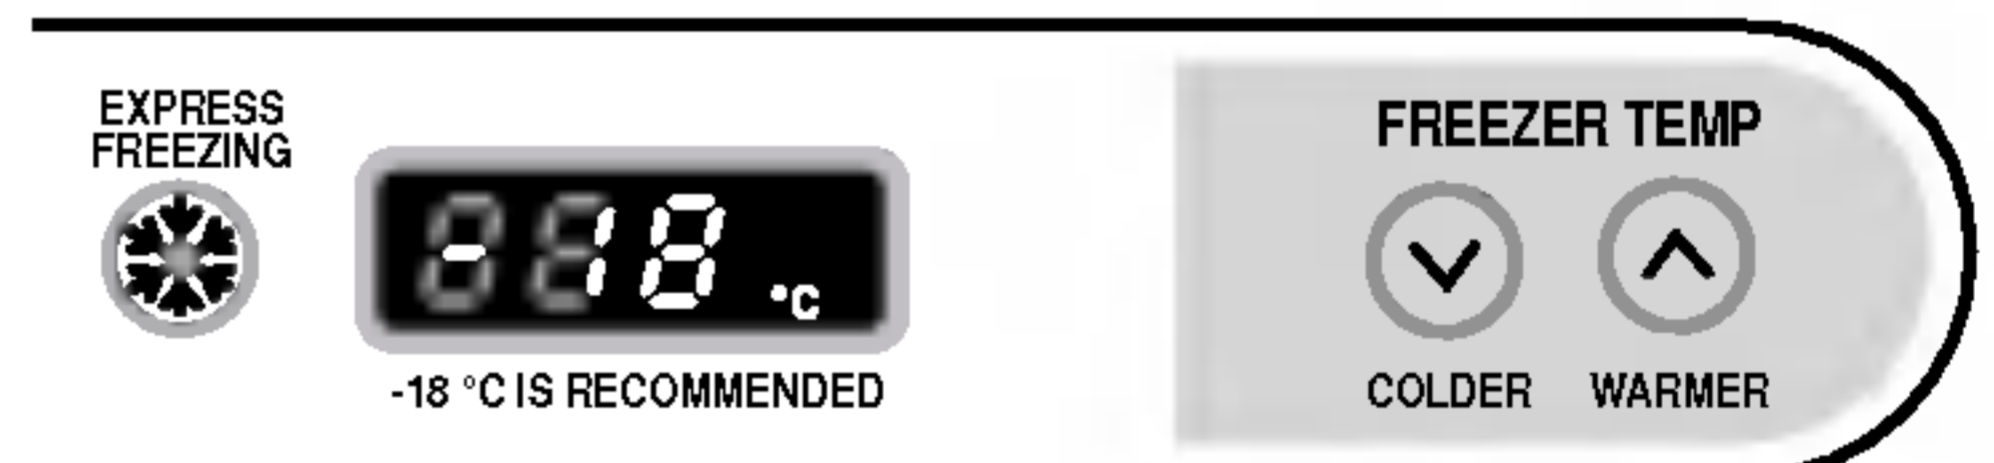 EXPRESS
FREEZING
-18 °C
-18 °C IS RECOMMENDED
FREEZER TEMP
COLDER
WARMER